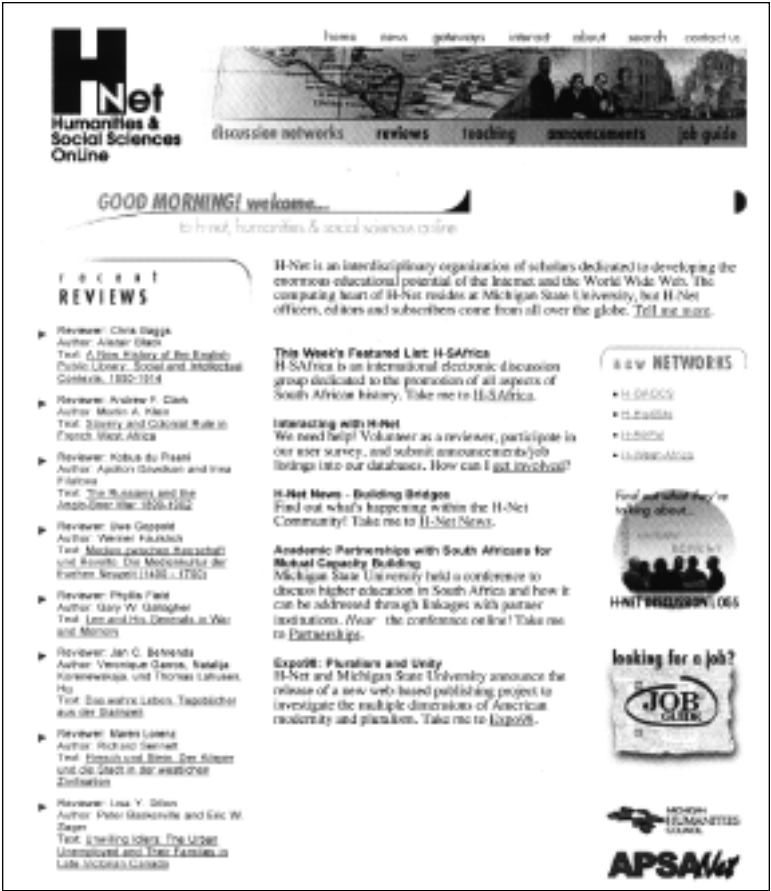 home news gateways interact about search contact us
H Net
Humanities &
Social Sciences
OnLine
discussion networks reviews teaching announcements job guide
GOOD MORNING! welcome...
to h-net, humanities & social sciences online
recent
REVIEWS
Reviewer: Chris Baggs
Author: Alistair Black
Text: A New History of the English
Public Library: Social and Intellectual
Contexts, 1850-1914
Reviewer: Andrew F. Clark
Author: Martin A. Klein
Text: Slavery and Colonial Rule in
French West Africa
Reviewer: Kobus du Pisani
Author: Apollon Davidson and Irina
Filatova
Text: The Russians and the
Anglo-Boer War 1899-1902
Reviewer: Uwe
Author: Werner Faulstich
Text: Medien zwischen Herrschaft
und Revolte. Die Medienkultur der
frühen Neuzeit (1400 - 1700)
Reviewer: Phyllis Field
Author: Gary W. Gallagher
Text: Lee and His Generals in War
and Memory
Reviewer: Jan C. Behrends
Author: Veronique Garros, Natalija
Korenewskaja, und Thomas Lahusen,
Text: Das wahre Leben. Tagebücher
aus der Stalinzeit
Reviewer: Maren Lorenz
Author: Richard Sennett
Text: Fleisch und Stein. Der Körper
und die Stadt in der westlichen
Zivilisation
Reviewer: Lisa Y. Dillon
Author: Peter Baskerville and Eric W.
Sager
Text: Unwilling Idlers: The Urban
Unemployed and Their Families in
Late Victorian Canada
H-Net is an interdisciplinary organization of scholars dedicated to developing the
enormous educational potential of the Internet and the World Wide Web. The
computing heart of H-Net resides at Michigan State University, but H-Net
officers, editors and subscribers come from all over the globe. Tell me more.
This Week's Featured List: H-SAfrica
H-SAfrica is an international electronic discussion
group dedicated to the promotion of all aspects of
South African history. Take me to H-SAfrica.
Interacting with H-Net
We need help! Volunteer as a reviewer, participate in
our user survey, and submit announcements/job
listings into our databases. How can I get involved?
H-Net News - Building Bridges
Find out what's happening within the H-Net
Community! Take me to H-Net News.
Academic Partnerships with South Africans for
Mutual Capacity Building
Michigan State University held a conference to
discuss higher education in South Africa and how it
can be addressed through linkages with partner
institutions. Hear the conference online! Take me
to Partnerships.
Expo98: Pluralism and Unity
H-Net and Michigan State University announce the
release of a new web based publishing project to
investigate the multiple dimensions of American
modernity and pluralism. Take me to Expo98.
new NETWORKS
H-West-Africa
Find out what they're
talking about...
H-NET DISCUSSION LOGS
looking for a job?
JOB
GUIDE
MICHIGAN
HUMANITIES
COUNCIL
APSANet